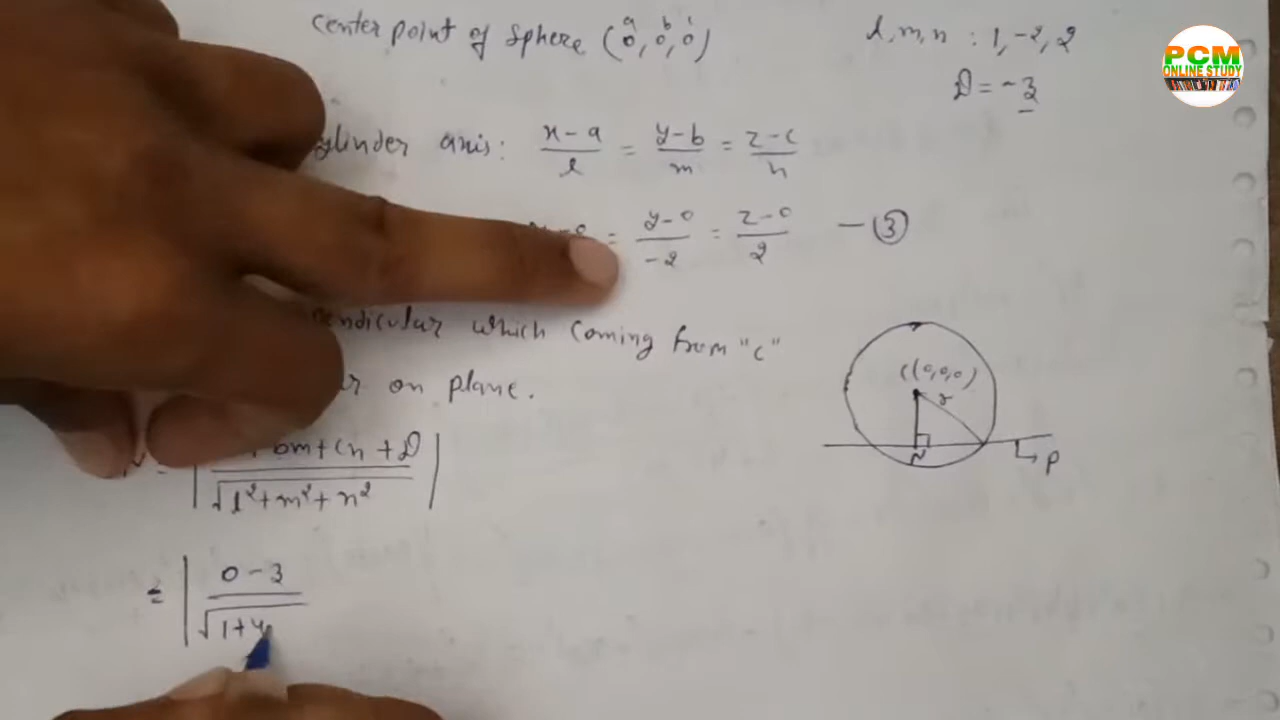 Center point of Sphere (0, 0, 0)
a b c
l, m, n : 1, -2, 2
D = -3
PCM
ONLINE STUDY
ylinder axis: x-a/l = y-b/m = z-c/n
= y-0/-2 = z-0/2 — ③
endicular which coming from "C"
on plane.
C(0,0,0)
r
N
P
bm+cn+D / √l²+m²+n² |
= | 0-3 / √1+4